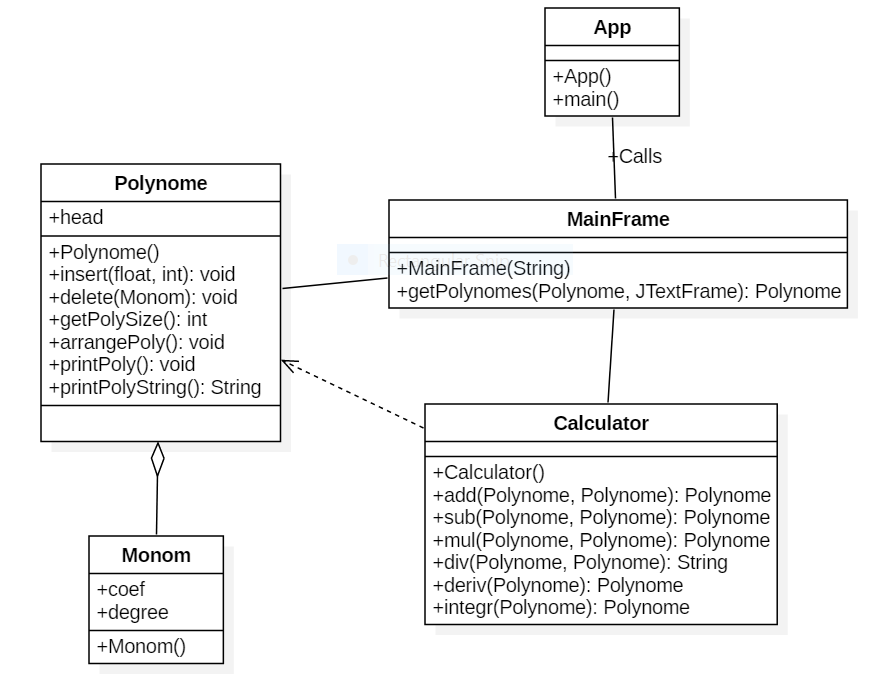 App
+App()
+main()
+Calls
Polynome
+head
+Polynome()
+insert(float, int): void
+delete(Monom): void
+getPolySize(): int
+arrangePoly(): void
+printPoly(): void
+printPolyString(): String
MainFrame
+MainFrame(String)
+getPolynomes(Polynome, JTextFrame): Polynome
Calculator
+Calculator()
+add(Polynome, Polynome): Polynome
+sub(Polynome, Polynome): Polynome
+mul(Polynome, Polynome): Polynome
+div(Polynome, Polynome): String
+deriv(Polynome): Polynome
+integr(Polynome): Polynome
Monom
+coef
+degree
+Monom()